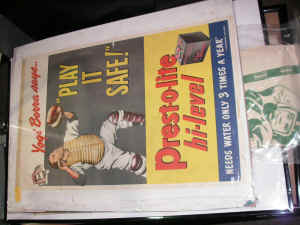 Yogi Berra says...
"PLAY
IT
SAFE!"
Prest-o-lite
hi-level
NEEDS WATER ONLY 3 TIMES A YEAR